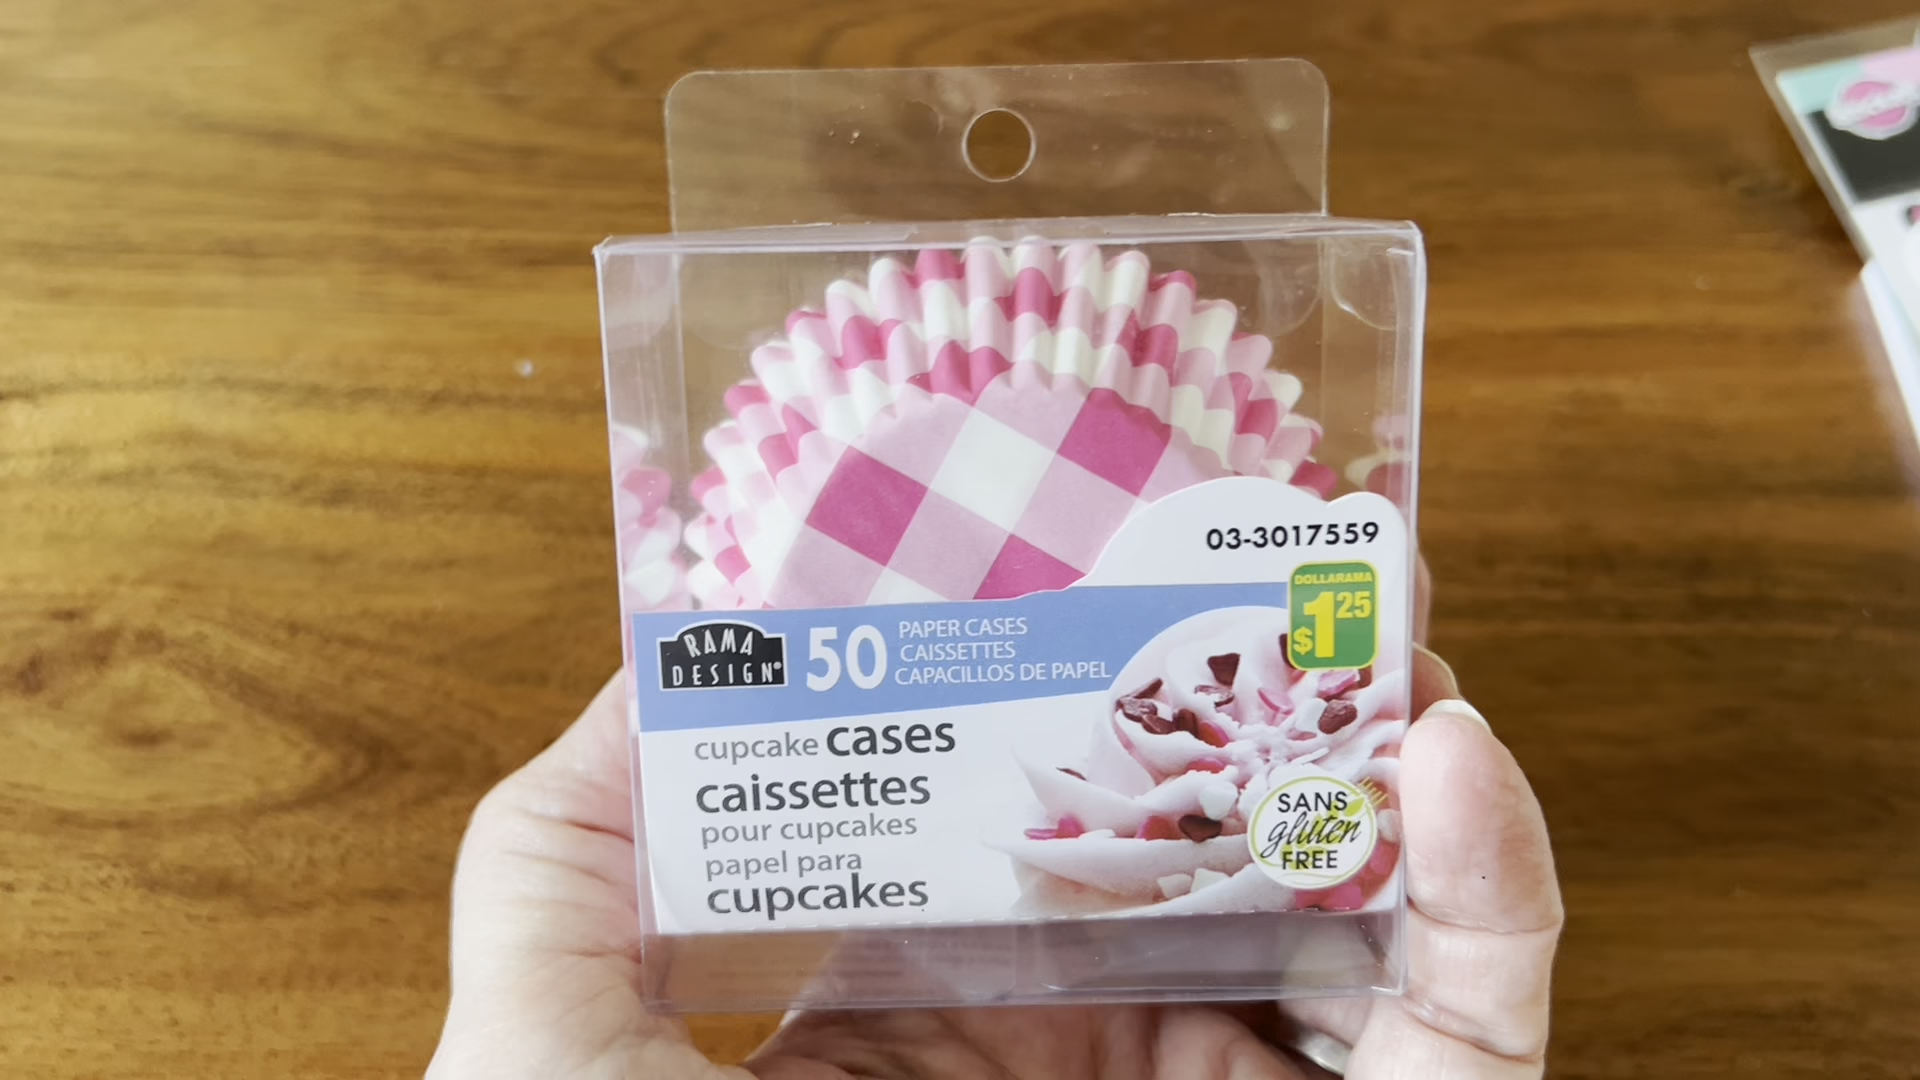 03-3017559
DOLLARAMA
$1.25
RAMA
DESIGN®
50
PAPER CASES
CAISSETTES
CAPACILLOS DE PAPEL
cupcake cases
caissettes
pour cupcakes
papel para
cupcakes
SANS
gluten
FREE